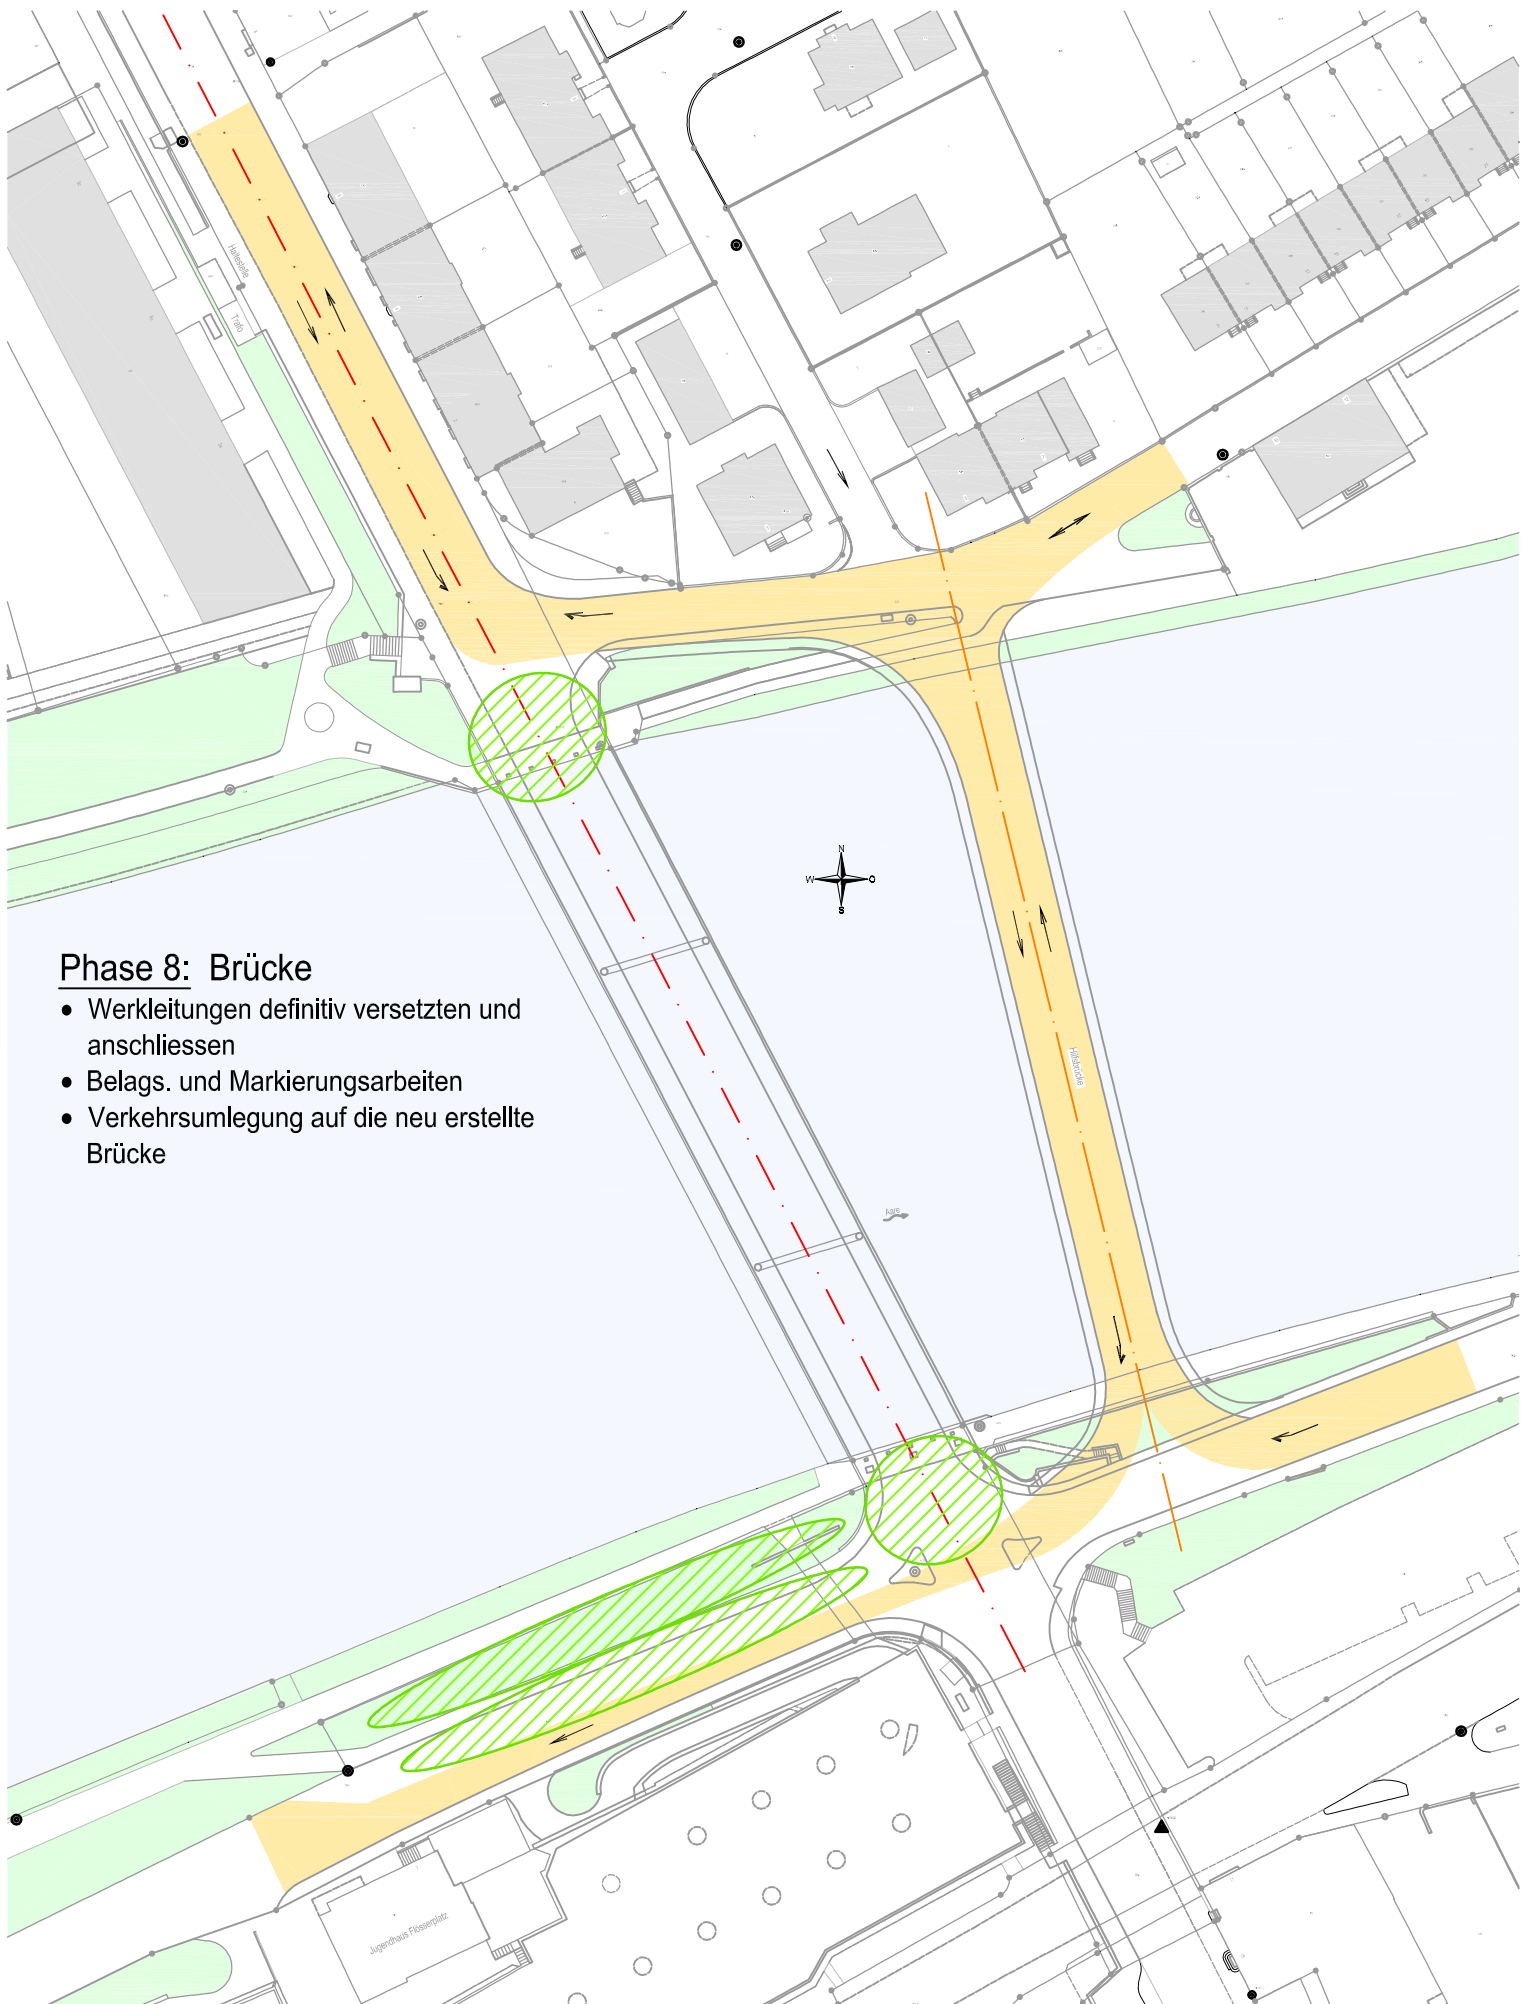 Haltestelle
Trafo
N
W O
S
Phase 8: Brücke
• Werkleitungen definitiv versetzten und
anschliessen
• Belags. und Markierungsarbeiten
• Verkehrsumlegung auf die neu erstellte
Brücke
Hilfsbrücke
Aare
Jugendhaus Flösserplatz